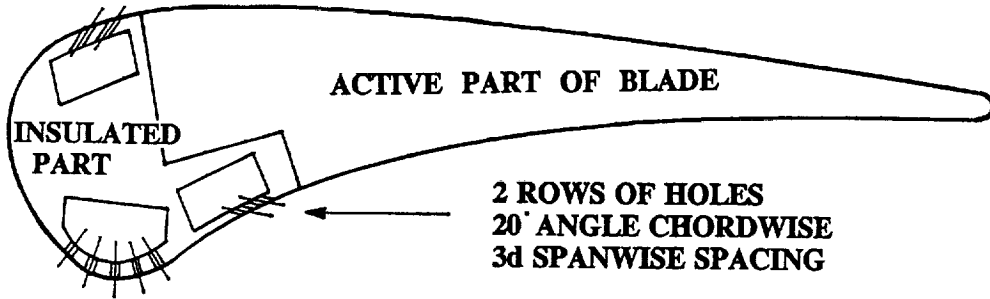 ACTIVE PART OF BLADE
INSULATED
PART
2 ROWS OF HOLES
20° ANGLE CHORDWISE
3d SPANWISE SPACING